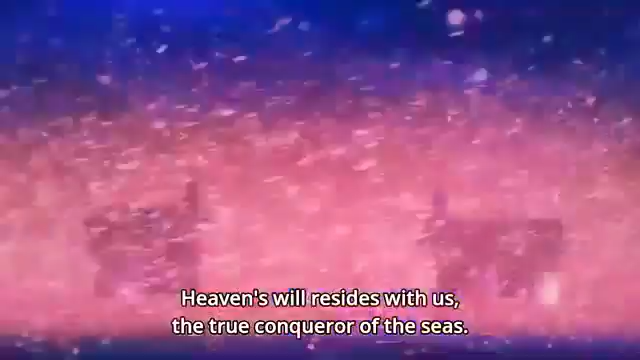 Heaven's will resides with us,
the true conqueror of the seas.